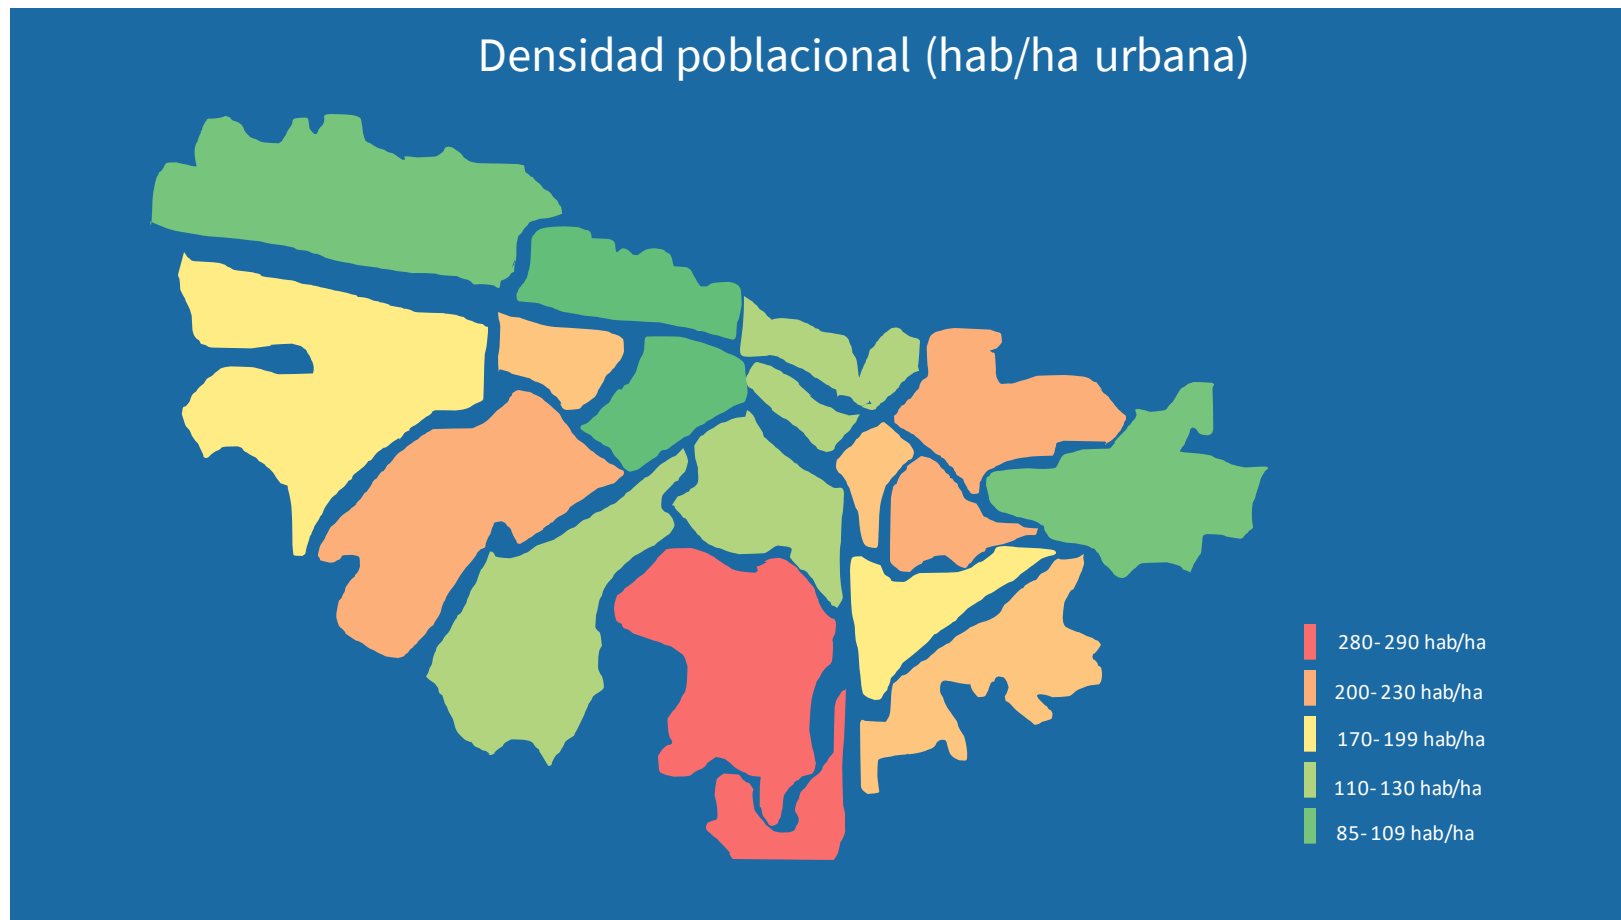 Densidad poblacional (hab/ha urbana)
280-290 hab/ha
200-230 hab/ha
170-199 hab/ha
110-130 hab/ha
85-109 hab/ha